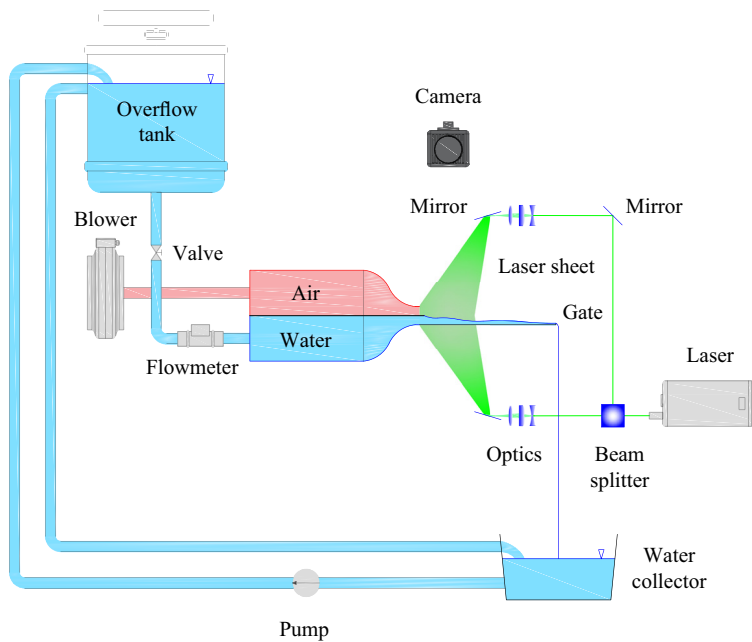 Overflow
tank
Camera
Blower
Valve
Mirror
Mirror
Laser sheet
Air
Gate
Water
Flowmeter
Laser
Optics
Beam
splitter
Water
collector
Pump